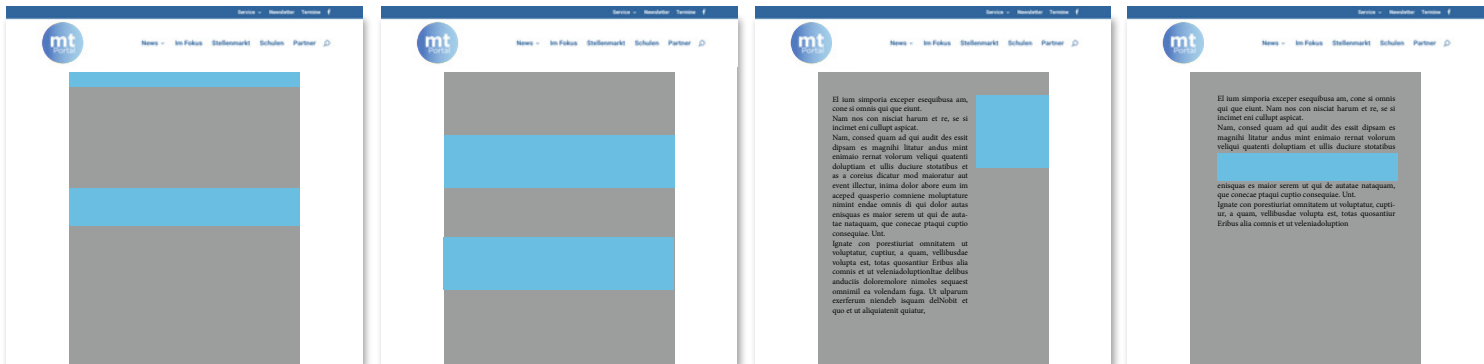 Service Newsletter Termine f
mt
Portal
News Im Fokus Stellenmarkt Schulen Partner
Service Newsletter Termine f
mt
Portal
News Im Fokus Stellenmarkt Schulen Partner
Service Newsletter Termine f
mt
Portal
News Im Fokus Stellenmarkt Schulen Partner
El ium simporia exceper esequibusa am,
cone si omnis qui que eiunt.
Nam nos con nisciat harum et re, se si
incimet eni cullupt aspicat.
Nam, consed quam ad qui audit des essit
dipsam es magnihi litatur andus mint
enimaio rernat volorum veliqui quatenti
doluptiam et ullis duciure statotibus et
as a coreius dicatur mod maioratur aut
event illectur, inima dolor abore eum im
aceped quasperio comniene moluptature
nimint endae omnis di qui dolor autas
enisquas es maior serem ut qui de auta-
tae nataquam, que conecae ptaqui cuptio
consequiae. Unt.
Ignate con porestiuriat omnitatem ut
voluptatur, cuptiur, a quam, vellibusdae
volupta est, totas quosantiur Eribus alia
comnis et ut veleniadoluptionItae delibus
anduciis doloremolore nimoles sequaest
omnimil ea volendam fuga. Ut ulparum
exerferum niendeb isquam delNobit et
quo et ut aliquiatenit quiatur,
Service Newsletter Termine f
mt
Portal
News Im Fokus Stellenmarkt Schulen Partner
El ium simporia exceper esequibusa am, cone si omnis
qui que eiunt. Nam nos con nisciat harum et re, se si
incimet eni cullupt aspicat.
Nam, consed quam ad qui audit des essit dipsam es
magnihi litatur andus mint enimaio rernat volorum
veliqui quatenti doluptiam et ullis duciure stotatibus
enisquas es maior serem ut qui de autatae nataquam,
que conecae ptaqui cuptio consequiae. Unt.
Ignate con porestiuriat omnitatem ut voluptatur, cupti-
ur, a quam, vellibusdae volupta est, totas quosantiur
Eribus alia comnis et ut veleniadoluption